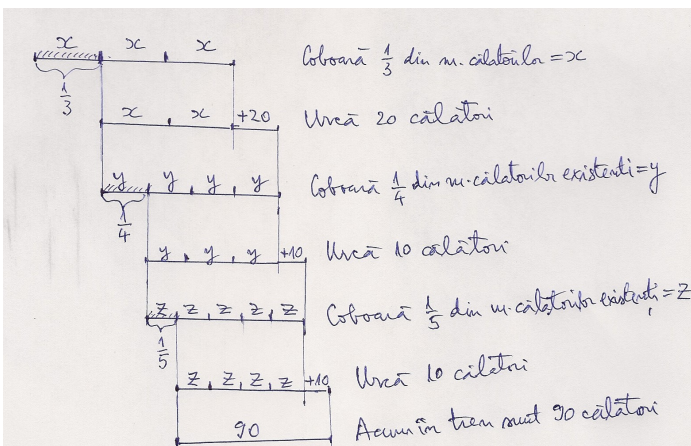 x x x Coboară 1/3 din nr. călătorilor = x
1/3
x x +20 Urcă 20 călători
y y y y Coboară 1/4 din nr. călătorilor existenți = y
1/4
y y y +10 Urcă 10 călători
z z z z z Coboară 1/5 din nr. călătorilor existenți = z
1/5
z z z z +10 Urcă 10 călători
90 Acum în tren sunt 90 călători